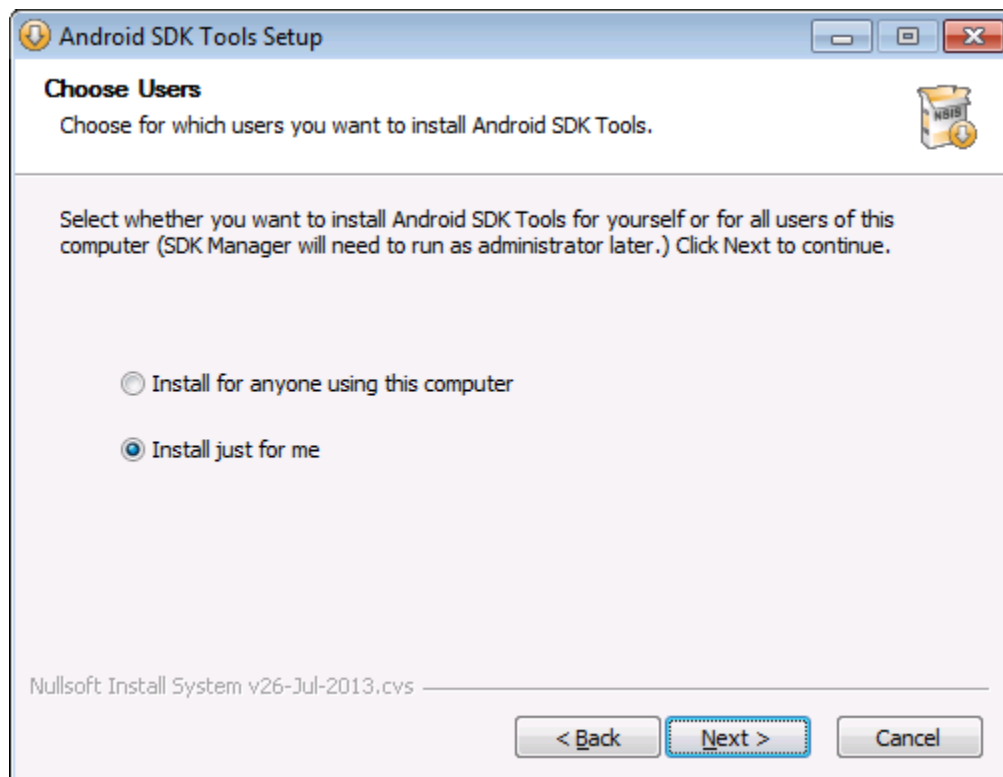 Android SDK Tools Setup
Choose Users
Choose for which users you want to install Android SDK Tools.
NSIS
Select whether you want to install Android SDK Tools for yourself or for all users of this
computer (SDK Manager will need to run as administrator later.) Click Next to continue.
Install for anyone using this computer
Install just for me
Nullsoft Install System v26-Jul-2013.cvs
< Back
Next >
Cancel